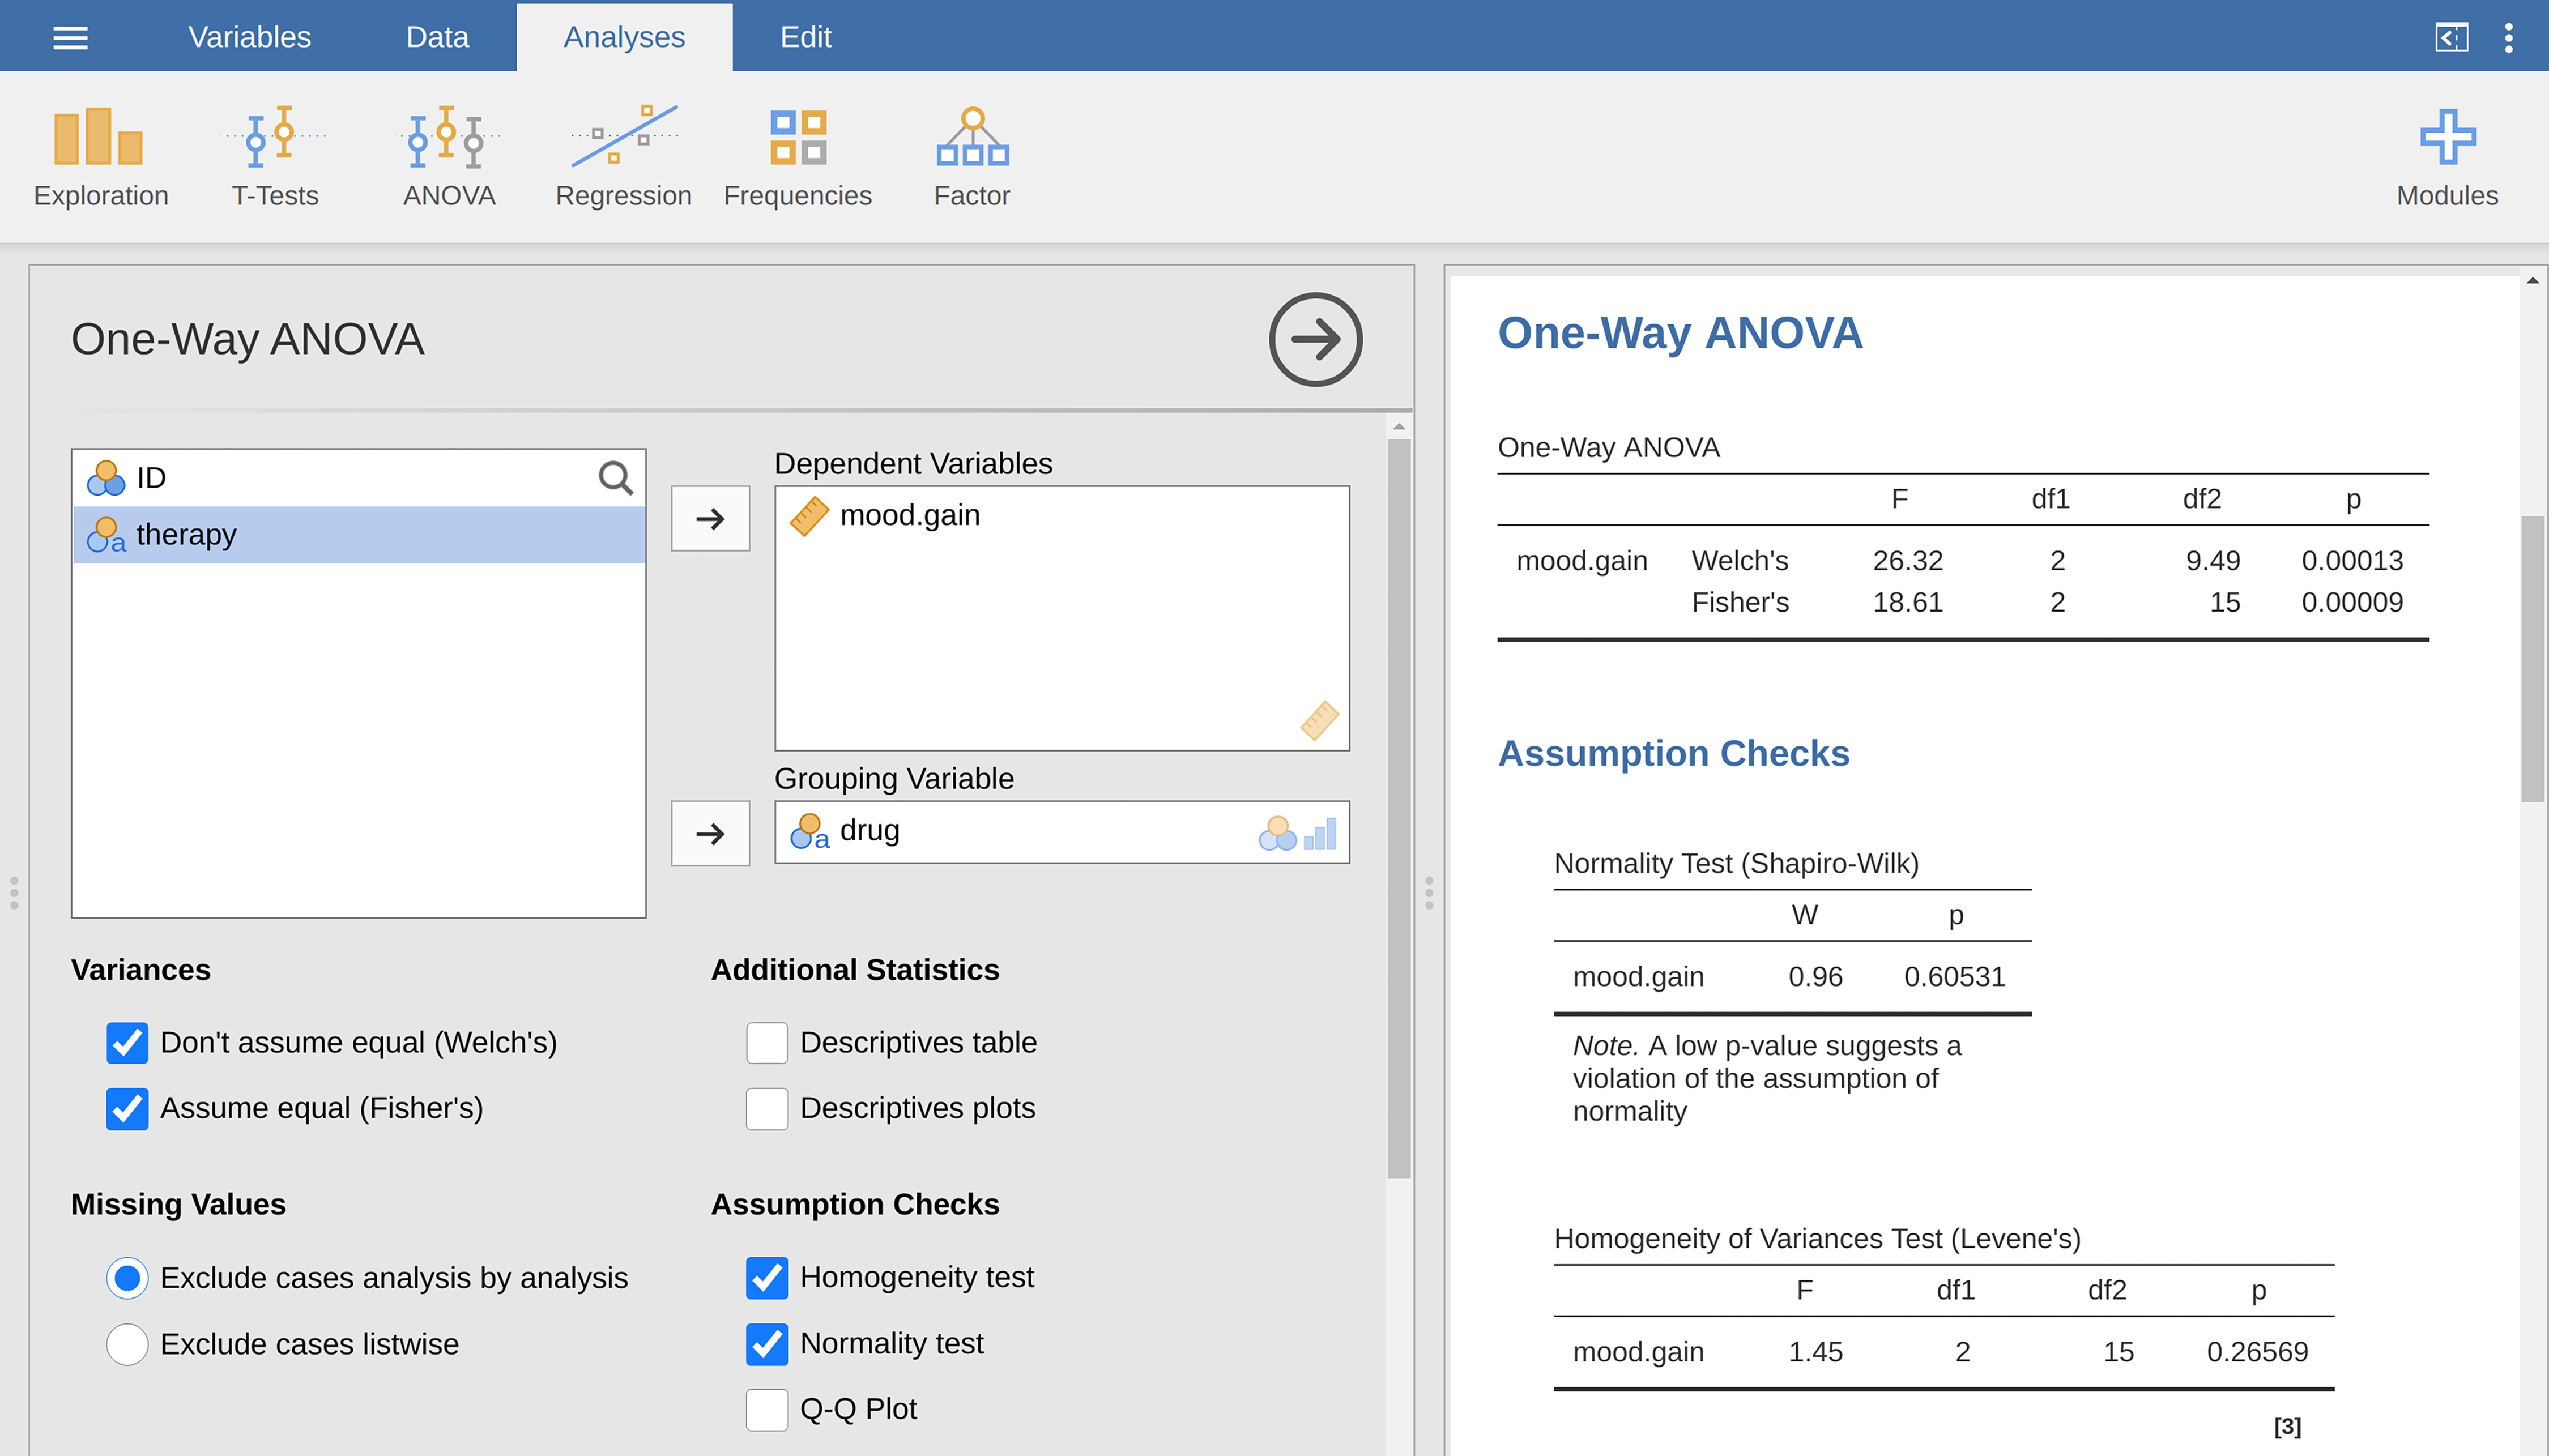 Variables Data Analyses Edit
Exploration T-Tests ANOVA Regression Frequencies Factor Modules
One-Way ANOVA
ID
a therapy
Dependent Variables
mood.gain
Grouping Variable
a drug
Variances
Don't assume equal (Welch's)
Assume equal (Fisher's)
Additional Statistics
Descriptives table
Descriptives plots
Missing Values
Exclude cases analysis by analysis
Exclude cases listwise
Assumption Checks
Homogeneity test
Normality test
Q-Q Plot
One-Way ANOVA
One-Way ANOVA
F df1 df2 p
mood.gain Welch's 26.32 2 9.49 0.00013
Fisher's 18.61 2 15 0.00009
Assumption Checks
Normality Test (Shapiro-Wilk)
W p
mood.gain 0.96 0.60531
Note. A low p-value suggests a
violation of the assumption of
normality
Homogeneity of Variances Test (Levene's)
F df1 df2 p
mood.gain 1.45 2 15 0.26569
[3]